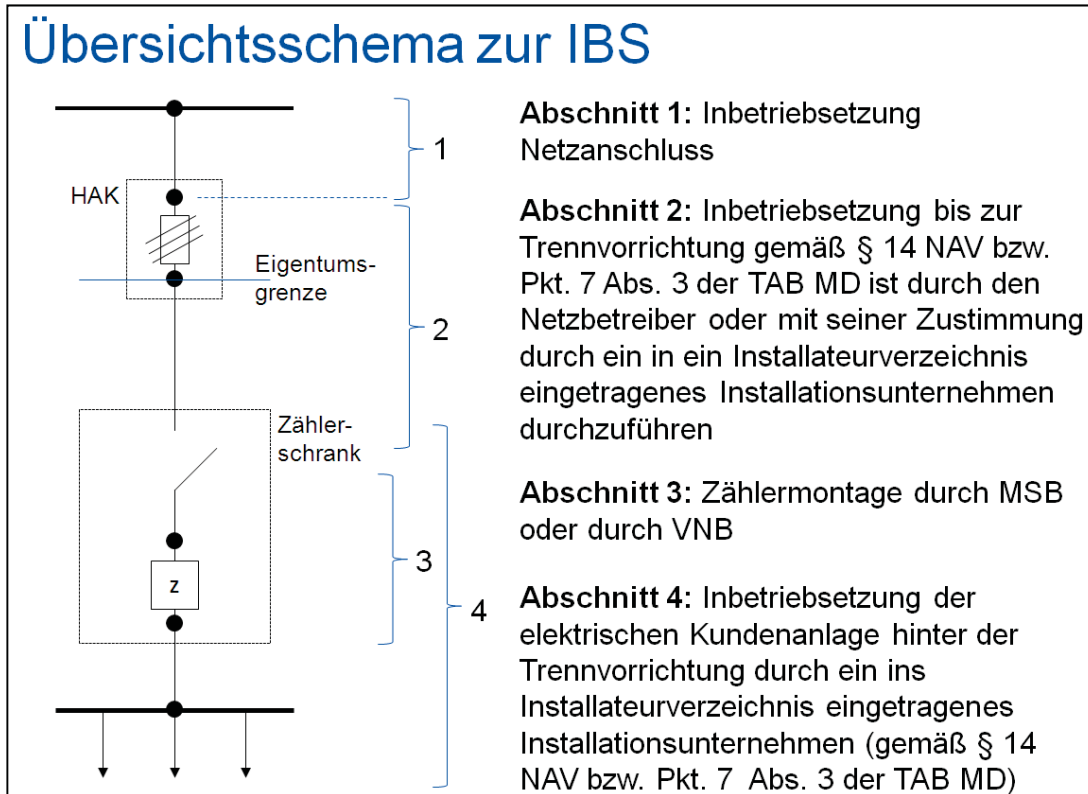 Übersichtsschema zur IBS
1
HAK
Eigentums-
grenze
2
Zähler-
schrank
3
Z
4
Abschnitt 1: Inbetriebsetzung
Netzanschluss
Abschnitt 2: Inbetriebsetzung bis zur
Trennvorrichtung gemäß § 14 NAV bzw.
Pkt. 7 Abs. 3 der TAB MD ist durch den
Netzbetreiber oder mit seiner Zustimmung
durch ein in ein Installateurverzeichnis
eingetragenes Installationsunternehmen
durchzuführen
Abschnitt 3: Zählermontage durch MSB
oder durch VNB
Abschnitt 4: Inbetriebsetzung der
elektrischen Kundenanlage hinter der
Trennvorrichtung durch ein ins
Installateurverzeichnis eingetragenes
Installationsunternehmen (gemäß § 14
NAV bzw. Pkt. 7 Abs. 3 der TAB MD)